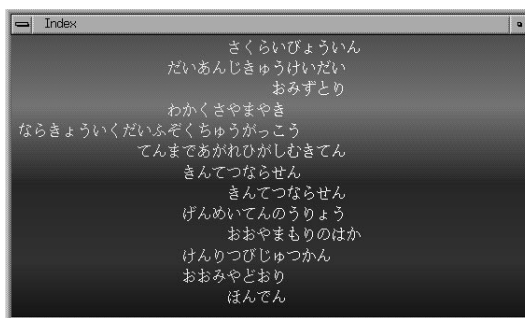 Index
さくらいびょういん
だいあんじきゅうけいだい
おみずとり
わかくさやまやき
ならきょういくだいふぞくちゅうがっこう
てんまであがれひがしむきてん
きんてつならせん
きんてつならせん
げんめいてんのうりょう
おおやまもりのはか
けんりつびじゅつかん
おおみやどおり
ほんでん